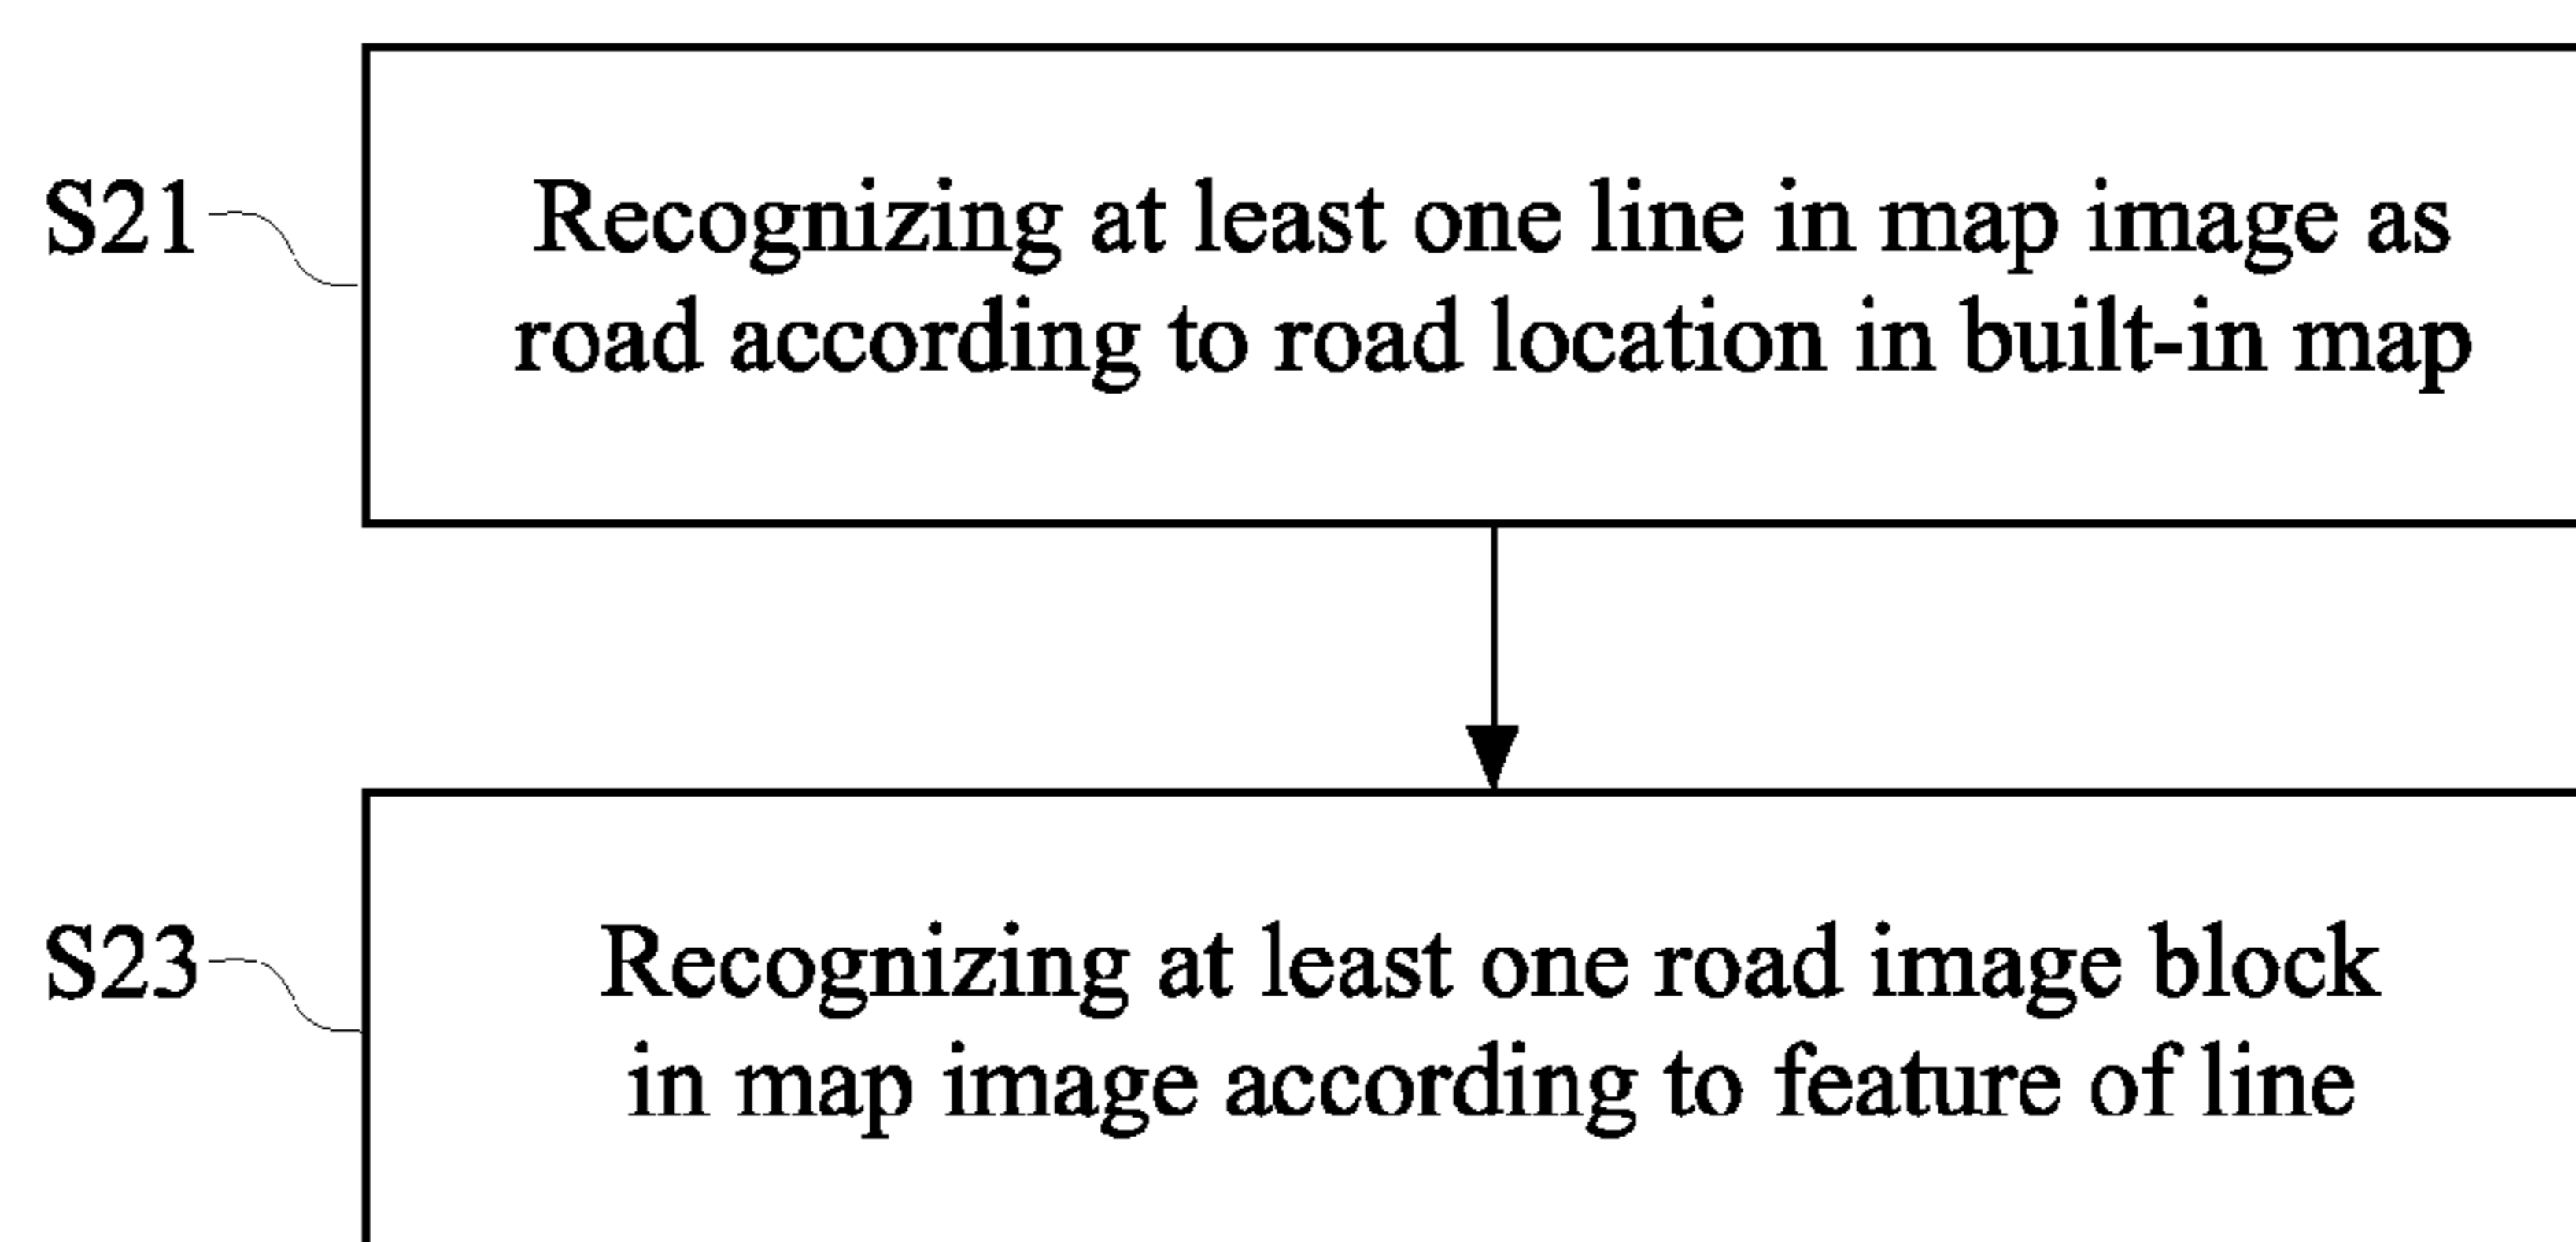 S21
Recognizing at least one line in map image as
road according to road location in built-in map
S23
Recognizing at least one road image block
in map image according to feature of line